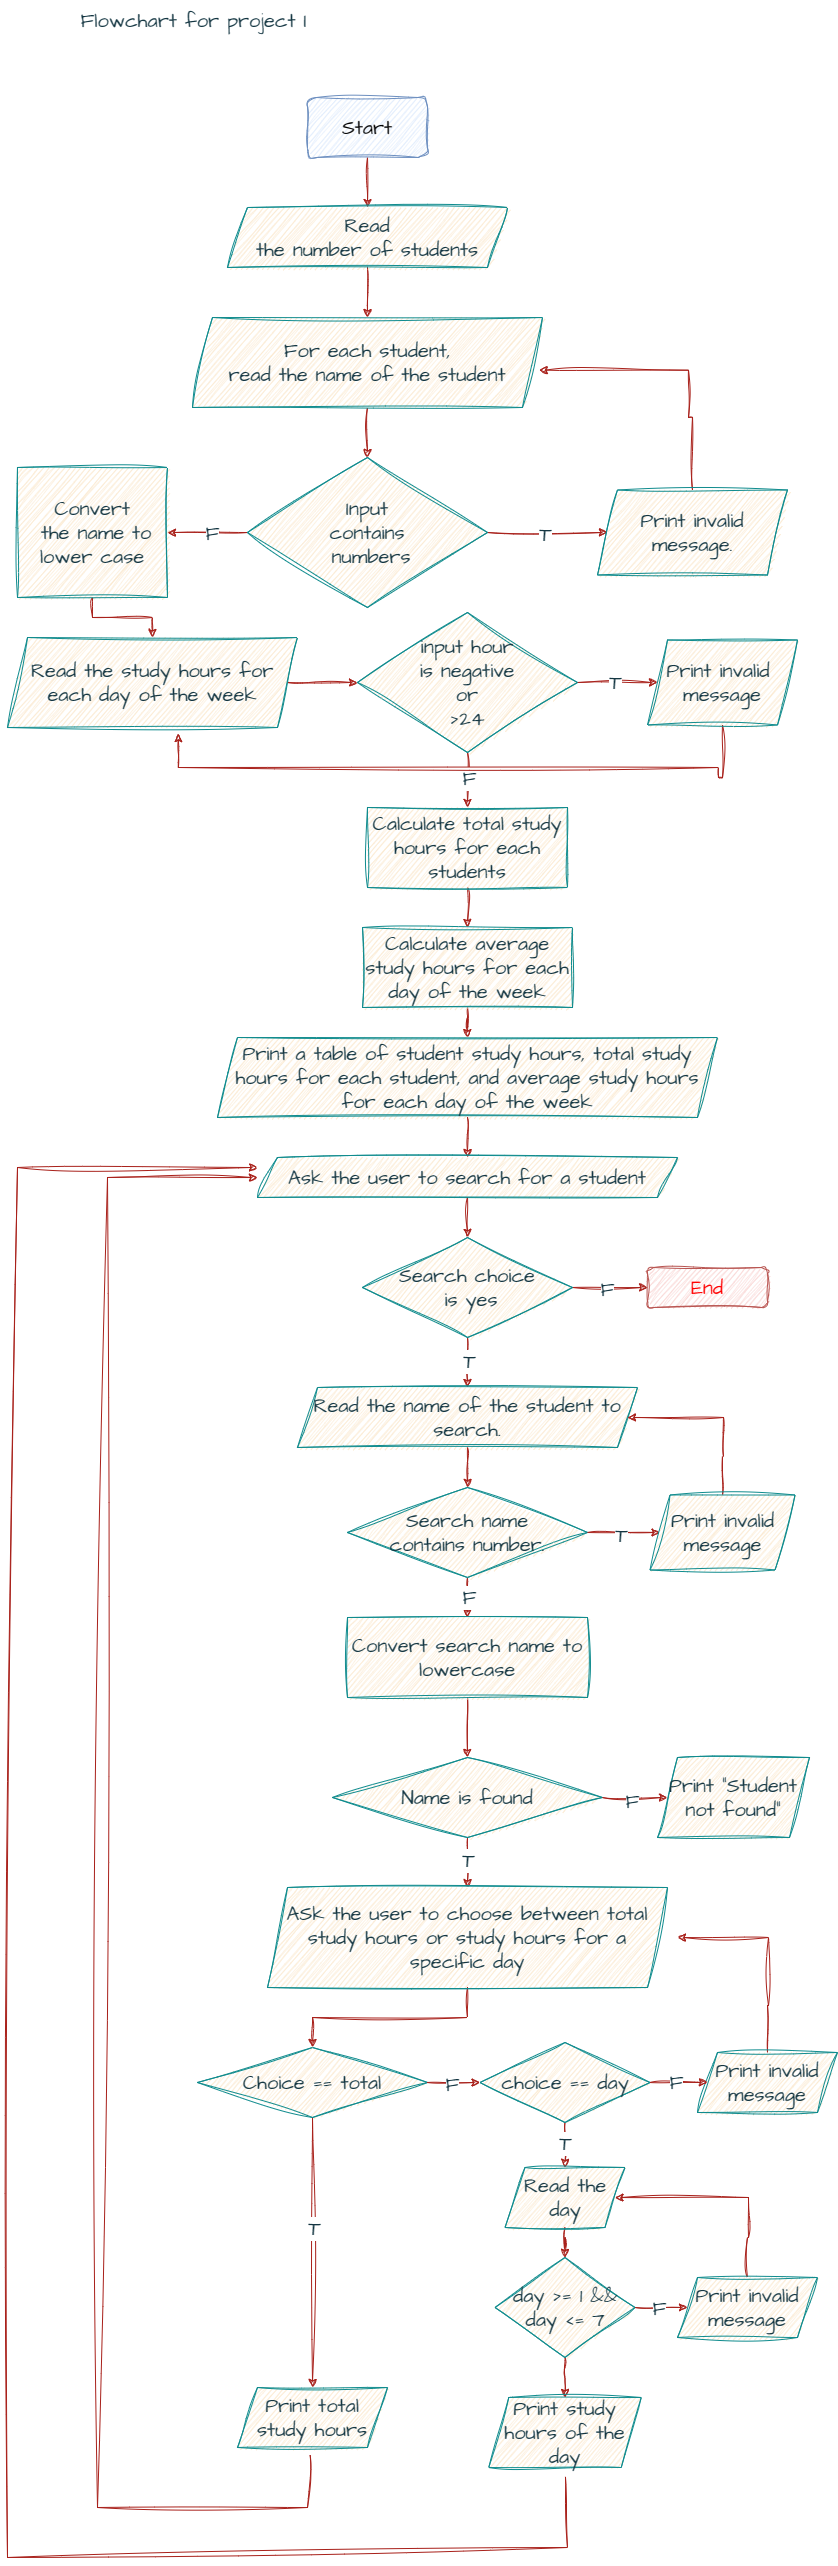 Flowchart for project 1
Start
Read
the number of students
For each student,
read the name of the student
Convert
the name to
lower case
F
Input
contains
numbers
T
Print invalid
message.
Read the study hours for
each day of the week
input hour
is negative
or
>24
T
Print invalid
message
F
Calculate total study
hours for each
students
Calculate average
study hours for each
day of the week
Print a table of student study hours, total study
hours for each student, and average study hours
for each day of the week
Ask the user to search for a student
Search choice
is yes
F
End
T
Read the name of the student to
search.
Search name
contains number.
T
Print invalid
message
F
Convert search name to
lowercase
Name is found
F
Print "Student
not found"
T
ASk the user to choose between total
study hours or study hours for a
specific day
Choice == total
F
choice == day
F
Print invalid
message
T
Read the
day
T
day >= 1 &&
day <= 7
F
Print invalid
message
Print total
study hours
Print study
hours of the
day